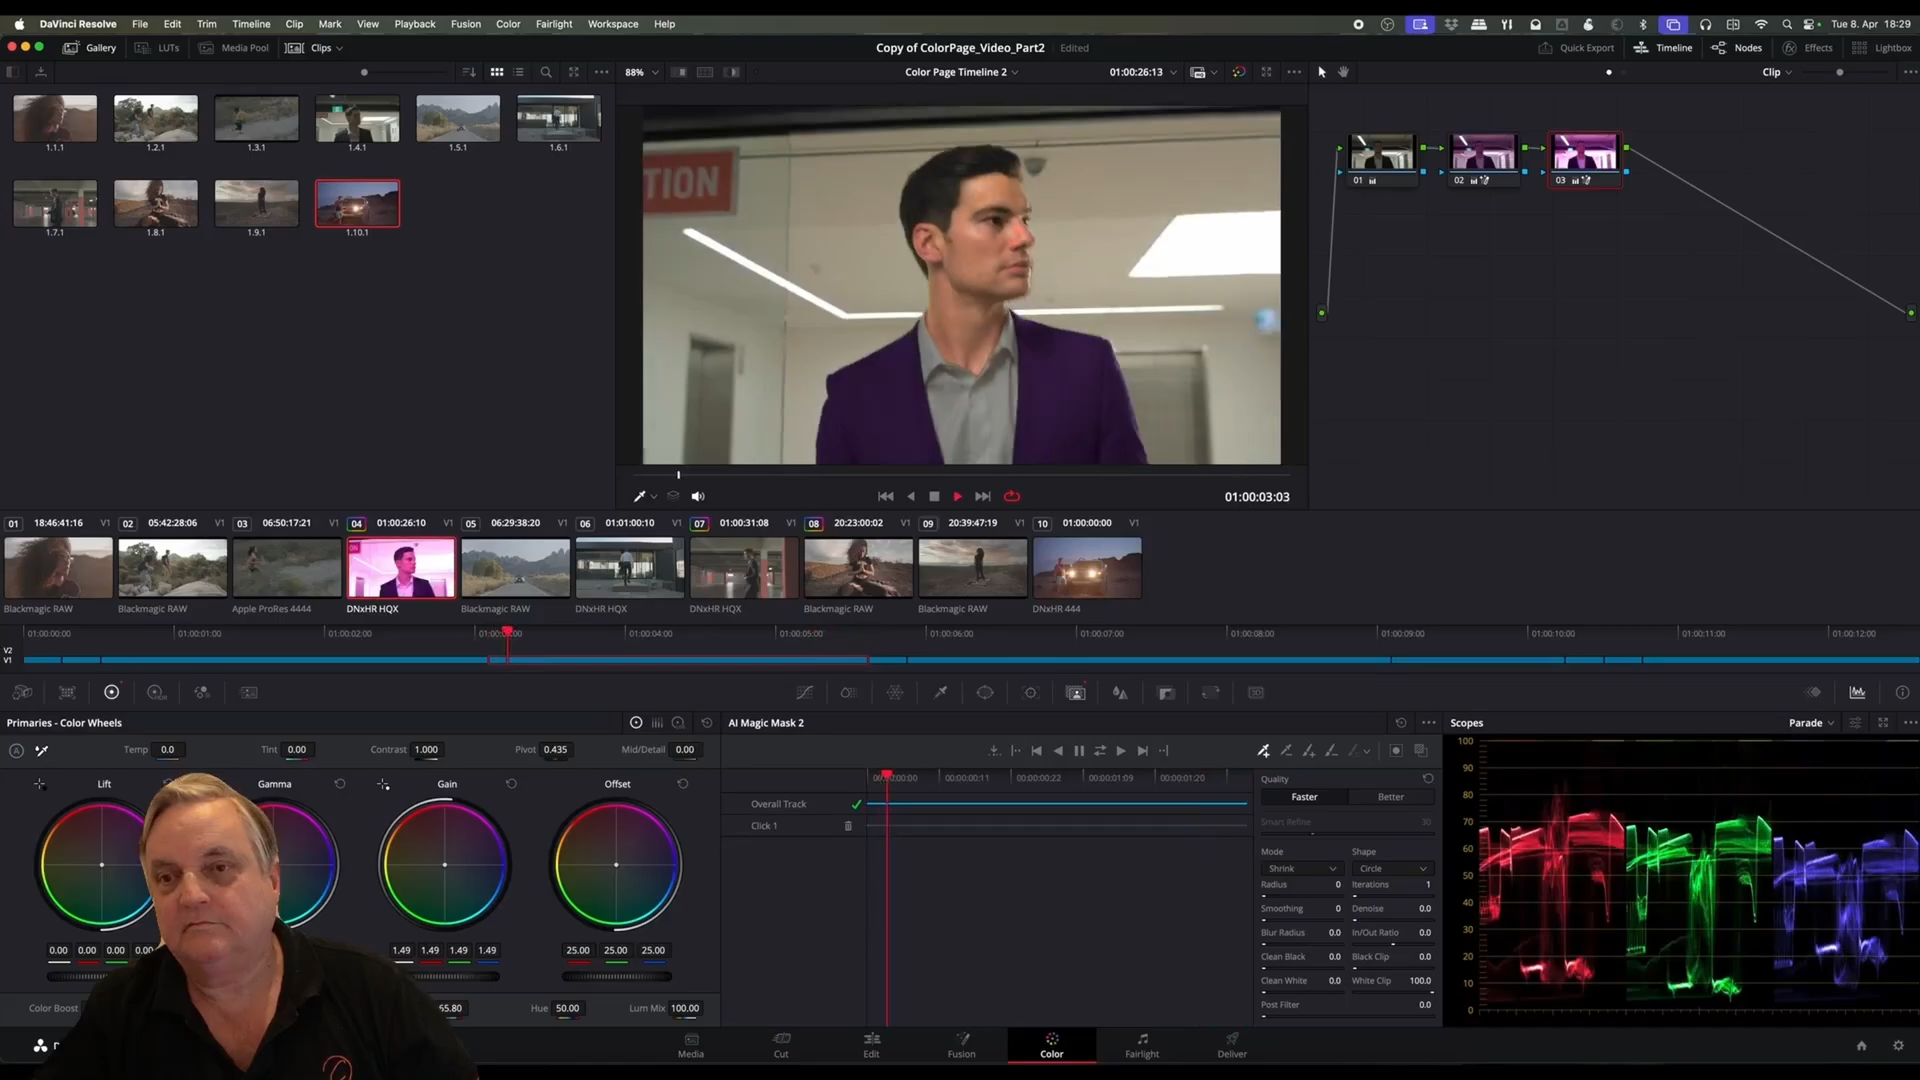 DaVinci Resolve File Edit Trim Timeline Clip Mark View Playback Fusion Color Fairlight Workspace Help Tue 8. Apr 18:29
Gallery LUTs Media Pool Clips Copy of ColorPage_Video_Part2 Edited Quick Export Timeline Nodes Effects Lightbox
88% Color Page Timeline 2 01:00:26:13 Clip
1.1.1 1.2.1 1.3.1 1.4.1 1.5.1 1.6.1
1.7.1 1.8.1 1.9.1 1.10.1
TION
01 02 03
01:00:03:03
01 18:46:41:16 V1 02 05:42:28:06 V1 03 06:50:17:21 V1 04 01:00:26:10 V1 05 06:29:38:20 V1 06 01:01:00:10 V1 07 01:00:31:08 V1 08 20:23:00:02 V1 09 20:39:47:19 V1 10 01:00:00:00 V1
Blackmagic RAW Blackmagic RAW Apple ProRes 4444 DNxHR HQX Blackmagic RAW DNxHR HQX DNxHR HQX Blackmagic RAW Blackmagic RAW DNxHR 444
01:00:00:00 01:00:01:00 01:00:02:00 01:00:04:00 01:00:05:00 01:00:06:00 01:00:07:00 01:00:08:00 01:00:09:00 01:00:10:00 01:00:11:00 01:00:12:00
V2
V1
Primaries - Color Wheels AI Magic Mask 2 Scopes Parade
Temp 0.0 Tint 0.00 Contrast 1.000 Pivot 0.435 Mid/Detail 0.00
Lift Gamma Gain Offset
00:00:00:11 00:00:00:22 00:00:01:09 00:00:01:20
Overall Track
Click 1
Quality
Faster Better
Smart Refine 30
Mode Shape
Shrink Circle
Radius 0 Iterations 1
Smoothing 0 Denoise 0.0
Blur Radius 0.0 In/Out Ratio 0.0
Clean Black 0.0 Black Clip 0.0
Clean White 0.0 White Clip 100.0
Post Filter 0.0
100
90
80
70
60
50
40
30
20
10
0
0.00 0.00 0.00 0.00 1.49 1.49 1.49 1.49 25.00 25.00 25.00
Color Boost Hue 50.00 Lum Mix 100.00
Media Cut Edit Fusion Color Fairlight Deliver